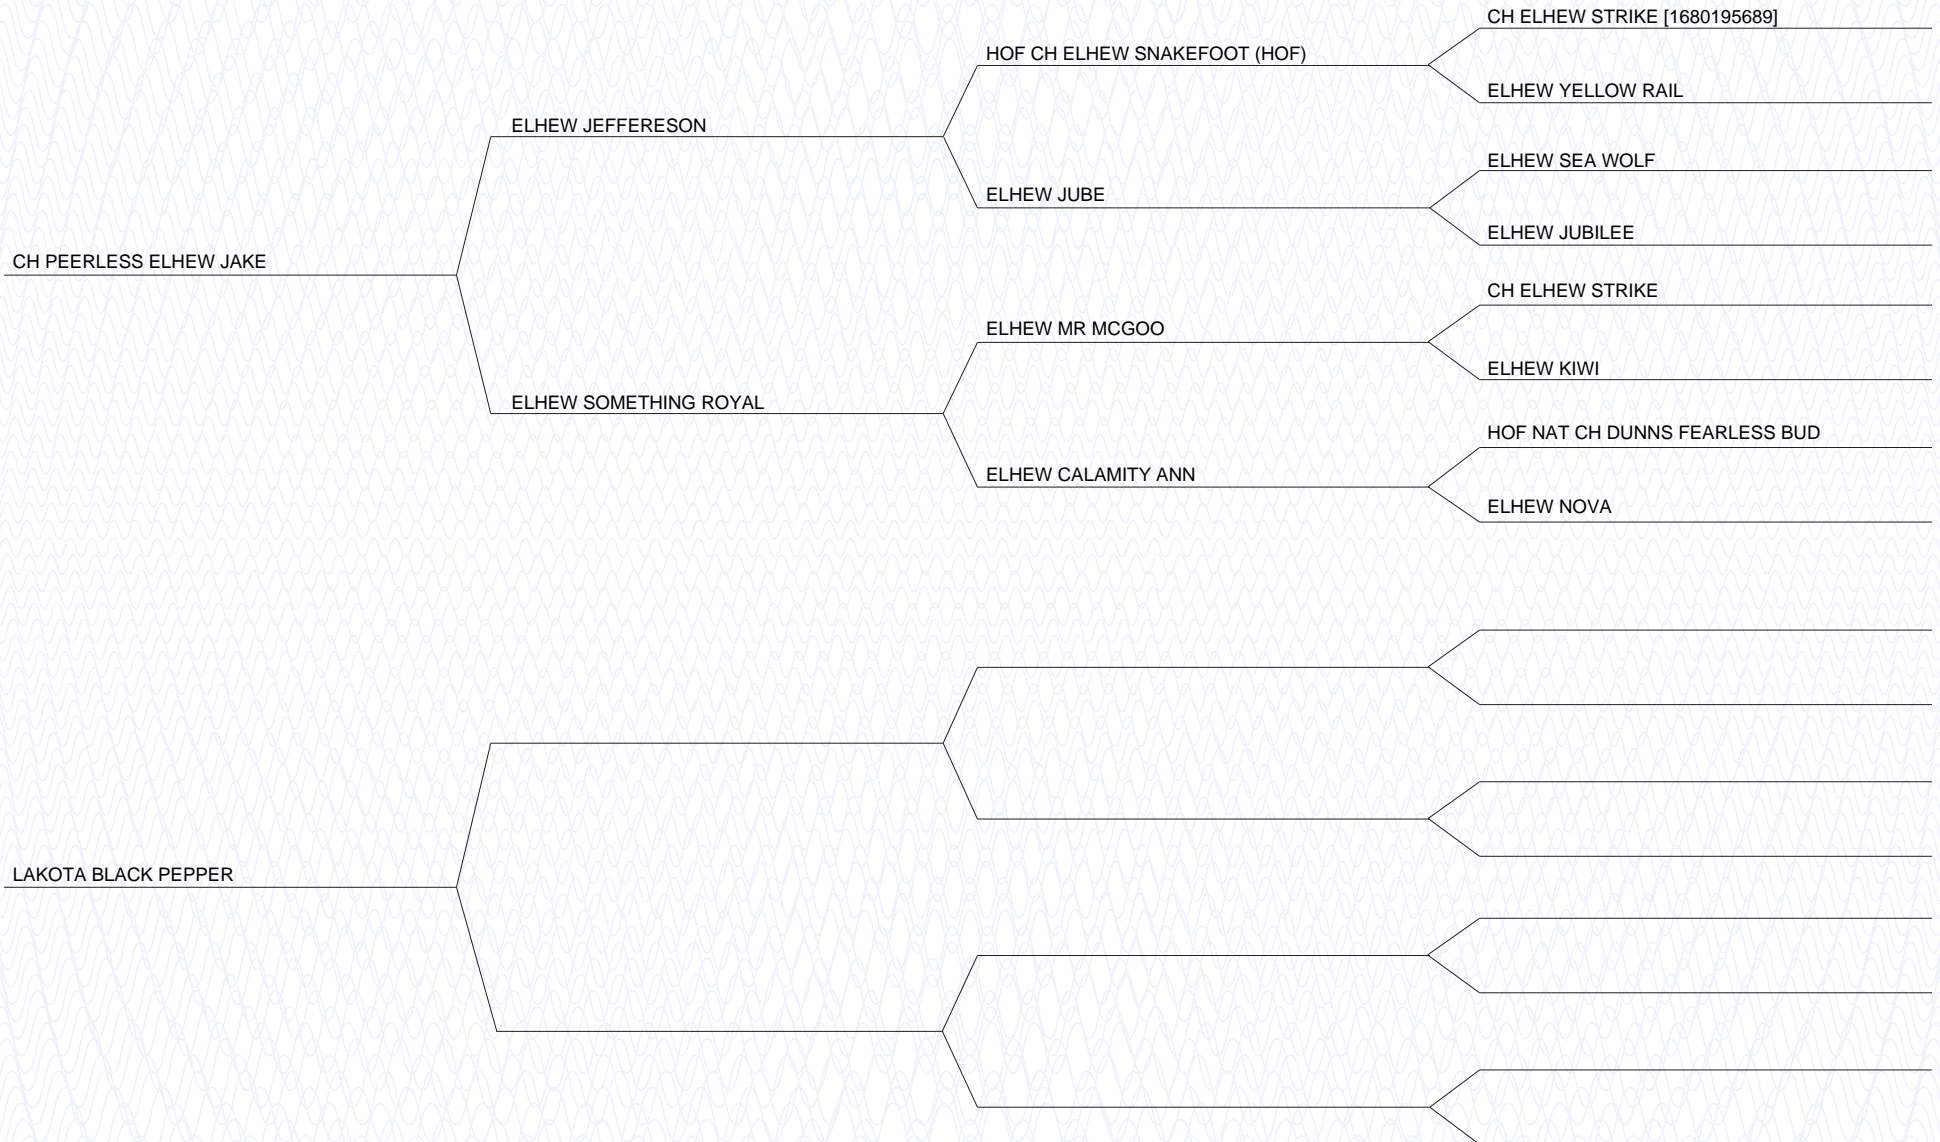 CH ELHEW STRIKE [1680195689]
HOF CH ELHEW SNAKEFOOT (HOF)
ELHEW YELLOW RAIL
ELHEW JEFFERESON
ELHEW SEA WOLF
ELHEW JUBE
ELHEW JUBILEE
CH PEERLESS ELHEW JAKE
CH ELHEW STRIKE
ELHEW MR MCGOO
ELHEW KIWI
ELHEW SOMETHING ROYAL
HOF NAT CH DUNNS FEARLESS BUD
ELHEW CALAMITY ANN
ELHEW NOVA
LAKOTA BLACK PEPPER